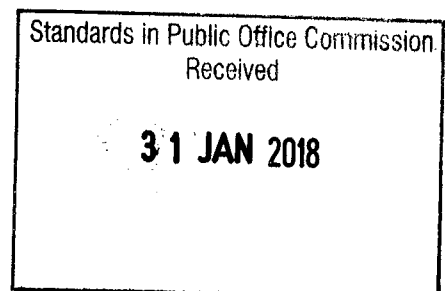 Standards in Public Office Commission.
Received
31 JAN 2018